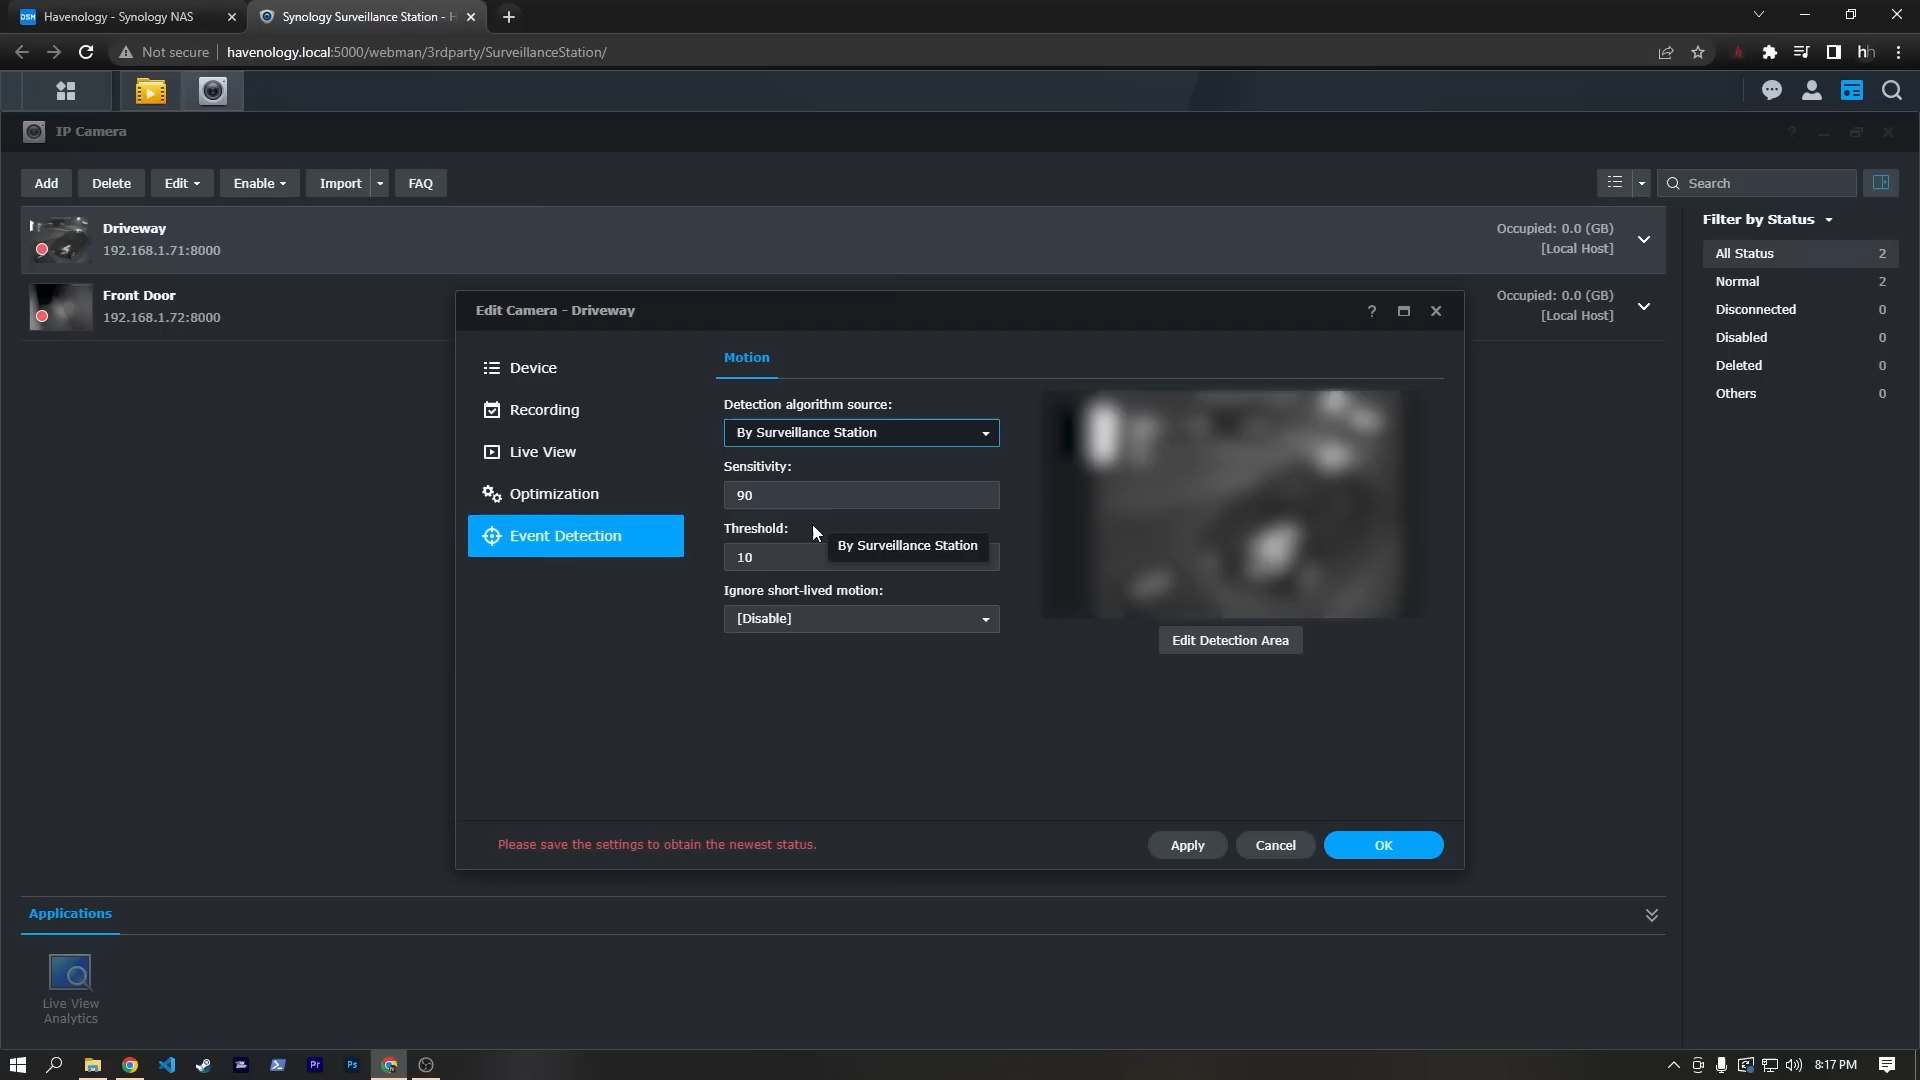 Havenology - Synology NAS
Synology Surveillance Station - H
Not secure
havenology.local:5000/webman/3rdparty/SurveillanceStation/
IP Camera
Add
Delete
Edit
Enable
Import
FAQ
Search
Driveway
192.168.1.71:8000
Occupied: 0.0 (GB)
[Local Host]
Front Door
192.168.1.72:8000
Occupied: 0.0 (GB)
[Local Host]
Filter by Status
All Status 2
Normal 2
Disconnected 0
Disabled 0
Deleted 0
Others 0
Edit Camera - Driveway
Device
Recording
Live View
Optimization
Event Detection
Motion
Detection algorithm source:
By Surveillance Station
Sensitivity:
90
Threshold:
By Surveillance Station
10
Ignore short-lived motion:
[Disable]
Edit Detection Area
Please save the settings to obtain the newest status.
Apply
Cancel
OK
Applications
Live View
Analytics
Pr
Ps
8:17 PM